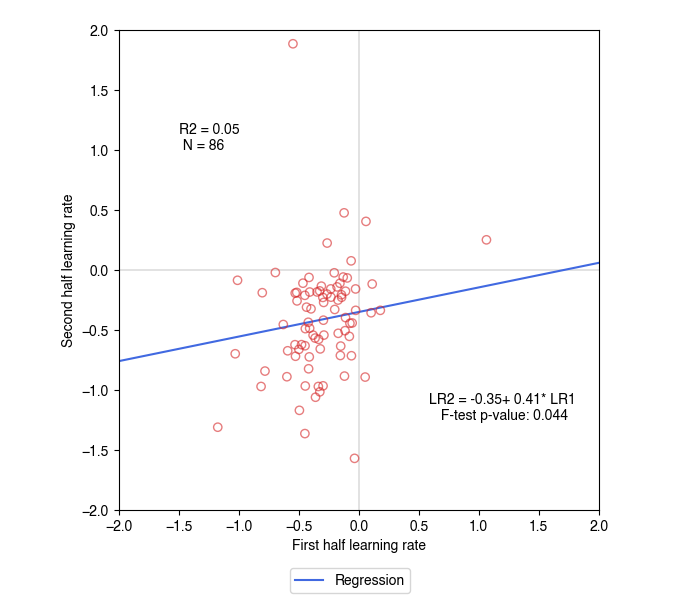 2.0
1.5
1.0
0.5
0.0
−0.5
−1.0
−1.5
−2.0
Second half learning rate
R2 = 0.05
N = 86
LR2 = -0.35+ 0.41* LR1
F-test p-value: 0.044
−2.0 −1.5 −1.0 −0.5 0.0 0.5 1.0 1.5 2.0
First half learning rate
Regression